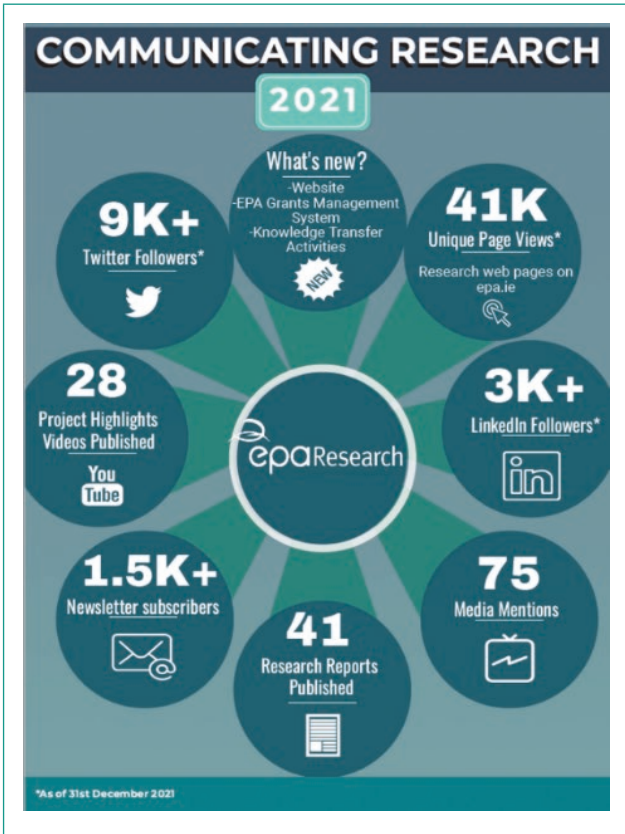 COMMUNICATING RESEARCH
2021
What's new?
-Website
-EPA Grants Management
System
-Knowledge Transfer
Activities
NEW
9K+
Twitter Followers*
41K
Unique Page Views*
Research web pages on
epa.ie
28
Project Highlights
Videos Published
You
Tube
epaResearch
3K+
LinkedIn Followers*
in
1.5K+
Newsletter subscribers
@
41
Research Reports
Published
75
Media Mentions
*As of 31st December 2021